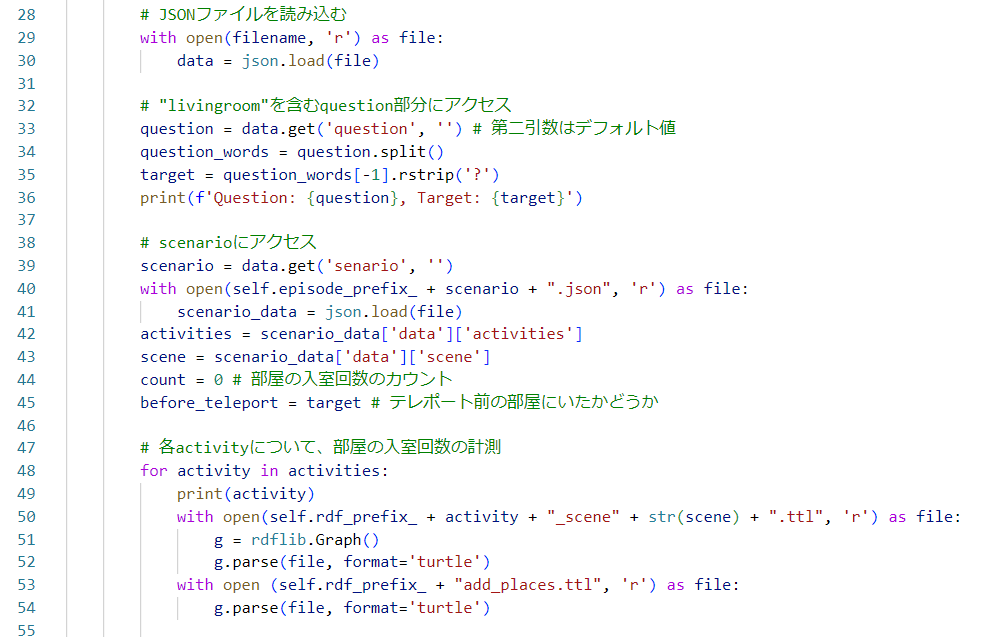 28 # JSONファイルを読み込む
29 with open(filename, 'r') as file:
30 data = json.load(file)
31
32 # "livingroom"を含むquestion部分にアクセス
33 question = data.get('question', '') # 第二引数はデフォルト値
34 question_words = question.split()
35 target = question_words[-1].rstrip('?')
36 print(f'Question: {question}, Target: {target}')
37
38 # scenarioにアクセス
39 scenario = data.get('senario', '')
40 with open(self.episode_prefix_ + scenario + ".json", 'r') as file:
41 scenario_data = json.load(file)
42 activities = scenario_data['data']['activities']
43 scene = scenario_data['data']['scene']
44 count = 0 # 部屋の入室回数のカウント
45 before_teleport = target # テレポート前の部屋にいたかどうか
46
47 # 各activityについて、部屋の入室回数の計測
48 for activity in activities:
49 print(activity)
50 with open(self.rdf_prefix_ + activity + "_scene" + str(scene) + ".ttl", 'r') as file:
51 g = rdflib.Graph()
52 g.parse(file, format='turtle')
53 with open (self.rdf_prefix_ + "add_places.ttl", 'r') as file:
54 g.parse(file, format='turtle')
55